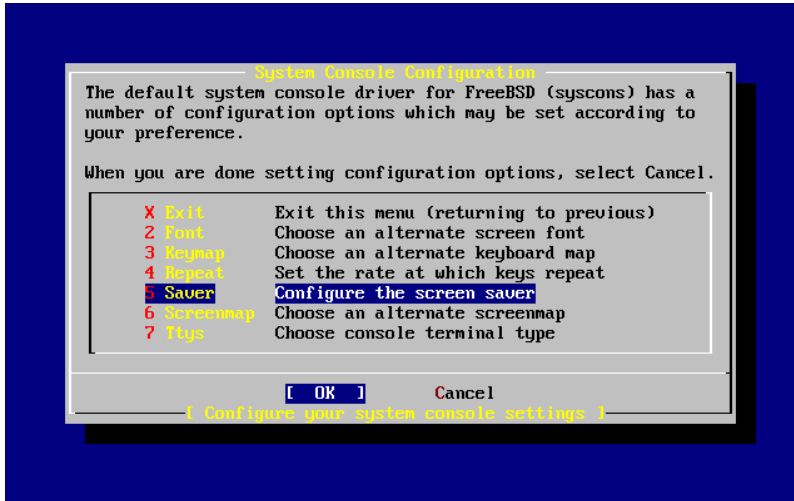 System Console Configuration
The default system console driver for FreeBSD (syscons) has a
number of configuration options which may be set according to
your preference.
When you are done setting configuration options, select Cancel.
X Exit Exit this menu (returning to previous)
2 Font Choose an alternate screen font
3 Keymap Choose an alternate keyboard map
4 Repeat Set the rate at which keys repeat
5 Saver Configure the screen saver
6 Screenmap Choose an alternate screenmap
7 Ttys Choose console terminal type
[ OK ] Cancel
[ Configure your system console settings ]